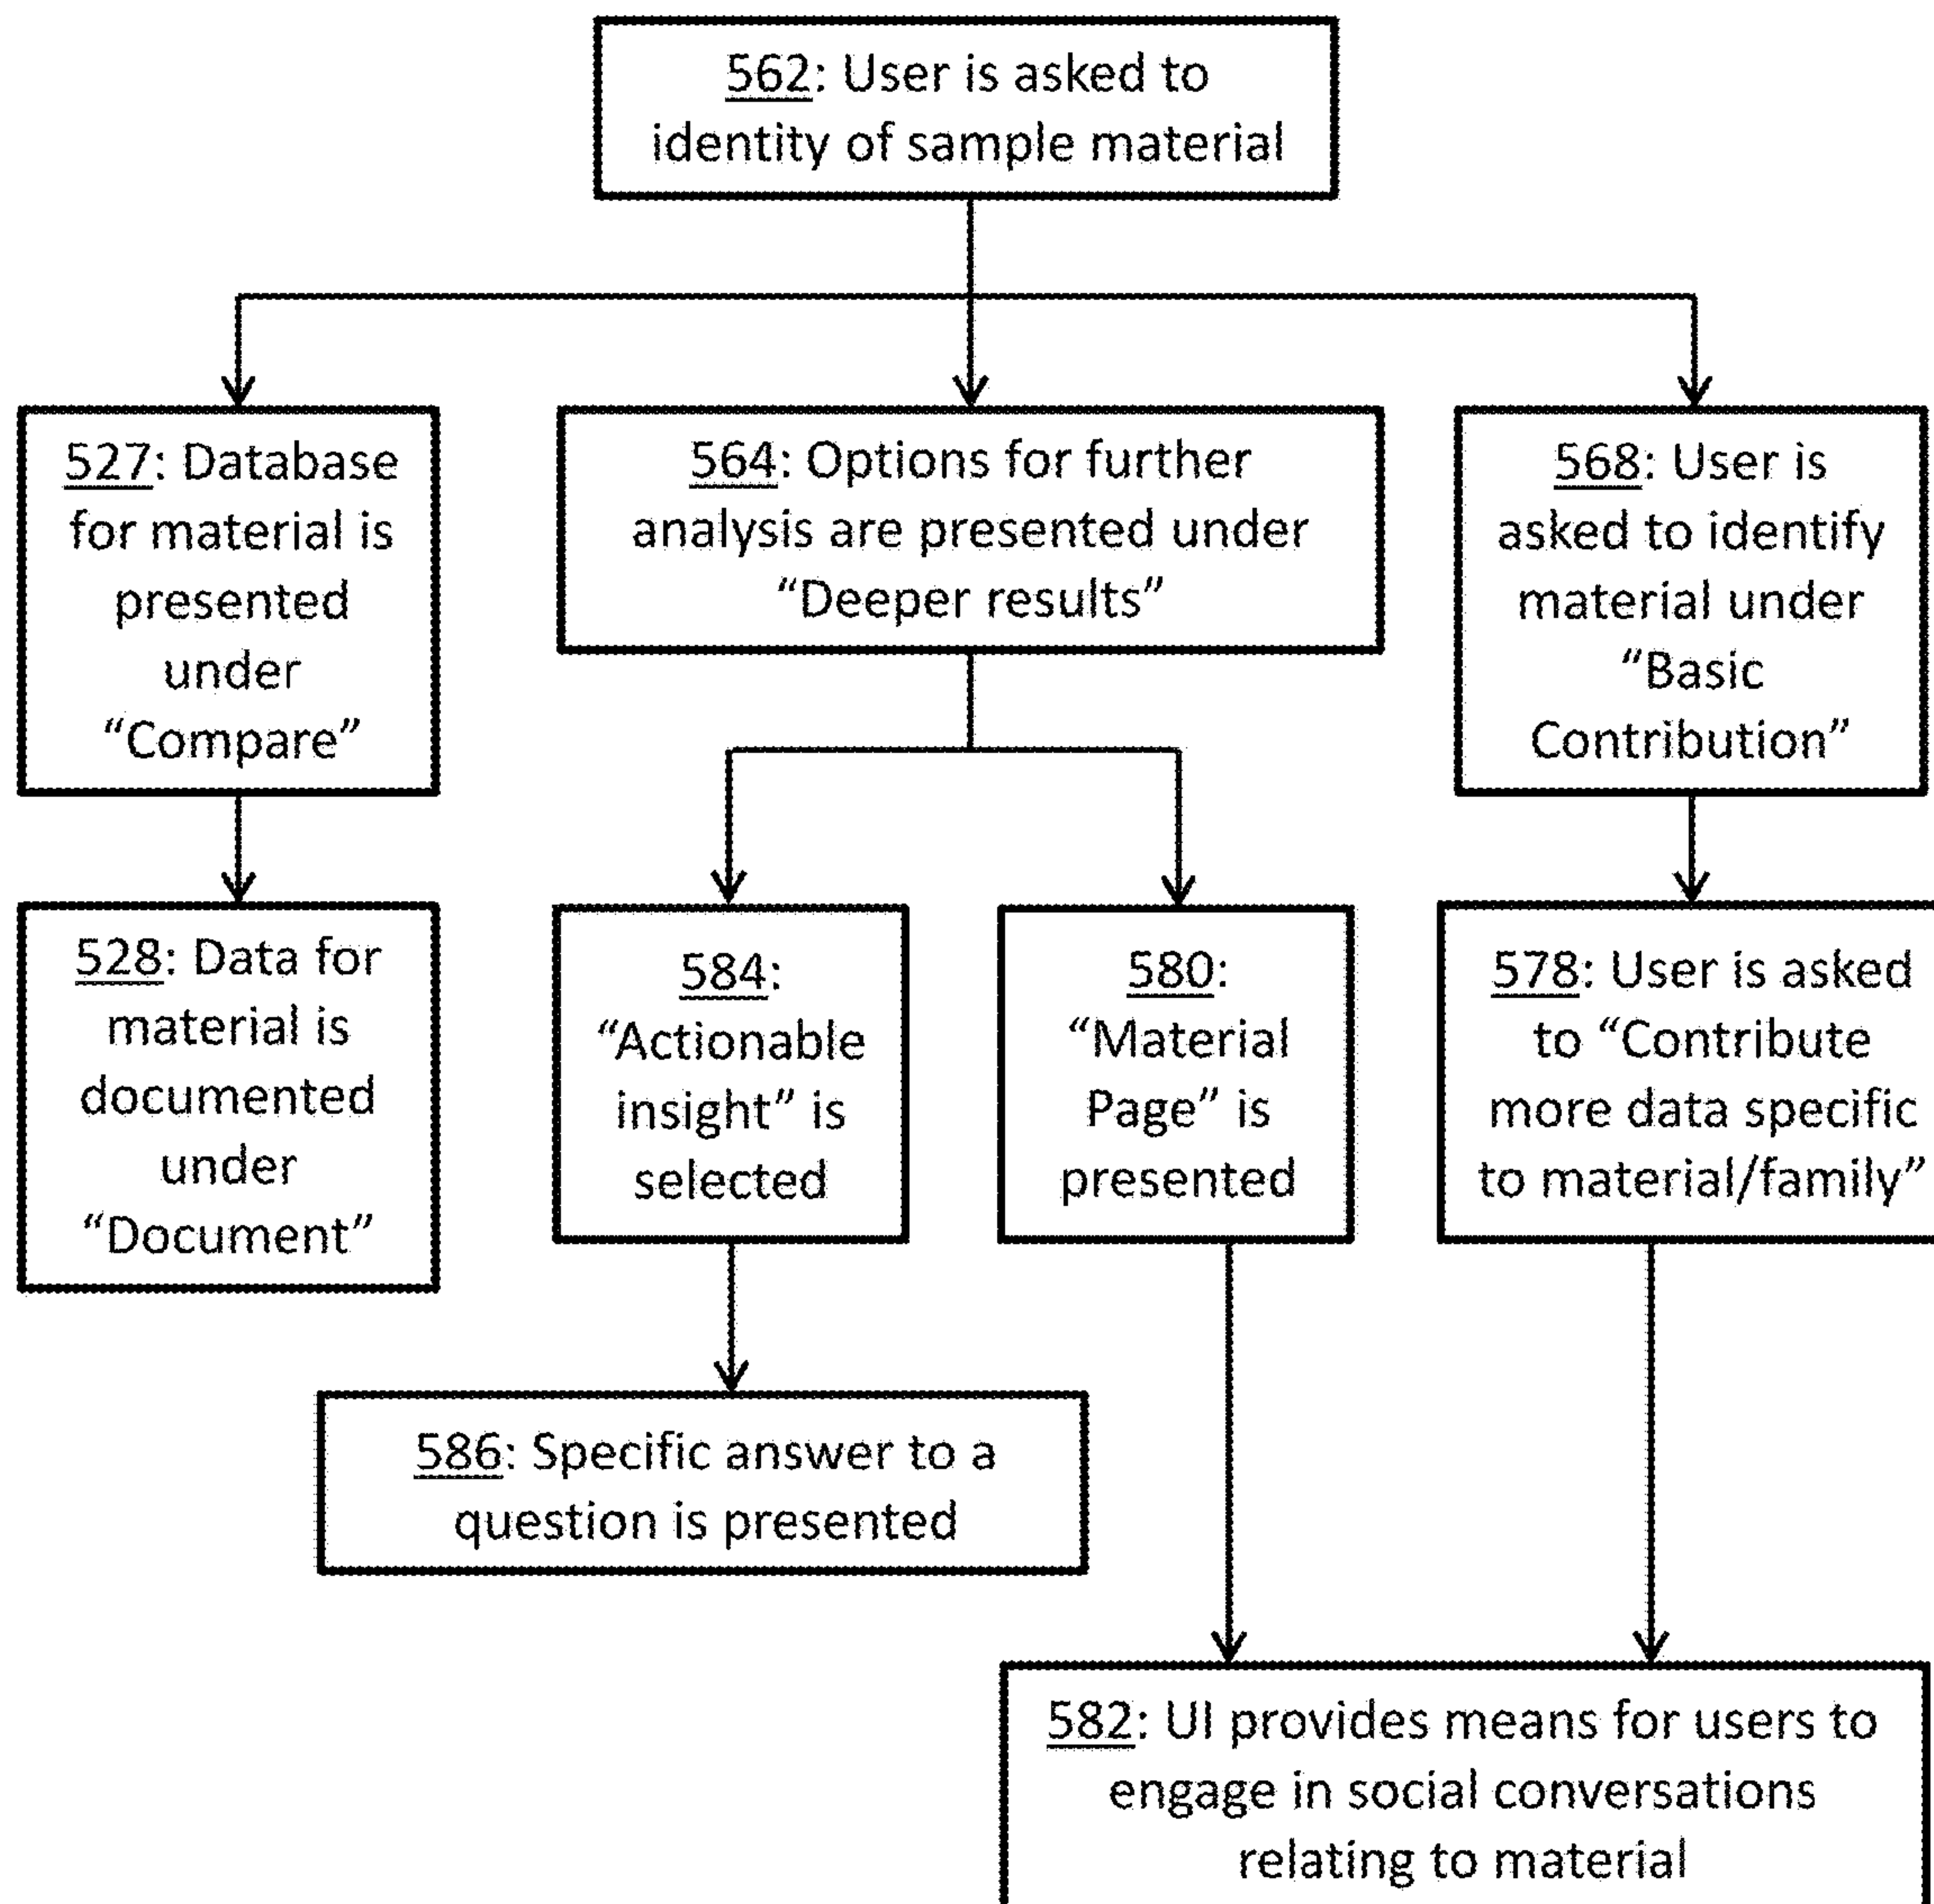 562: User is asked to
identity of sample material
527: Database
for material is
presented
under
“Compare”
564: Options for further
analysis are presented under
“Deeper results”
568: User is
asked to identify
material under
“Basic
Contribution”
528: Data for
material is
documented
under
“Document”
584:
“Actionable
insight” is
selected
580:
“Material
Page” is
presented
578: User is asked
to “Contribute
more data specific
to material/family”
586: Specific answer to a
question is presented
582: UI provides means for users to
engage in social conversations
relating to material